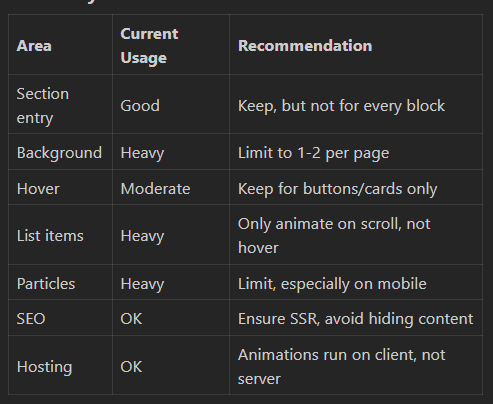 Area
Current
Usage
Recommendation
Section
entry
Good
Keep, but not for every block
Background
Heavy
Limit to 1-2 per page
Hover
Moderate
Keep for buttons/cards only
List items
Heavy
Only animate on scroll, not
hover
Particles
Heavy
Limit, especially on mobile
SEO
OK
Ensure SSR, avoid hiding content
Hosting
OK
Animations run on client, not
server